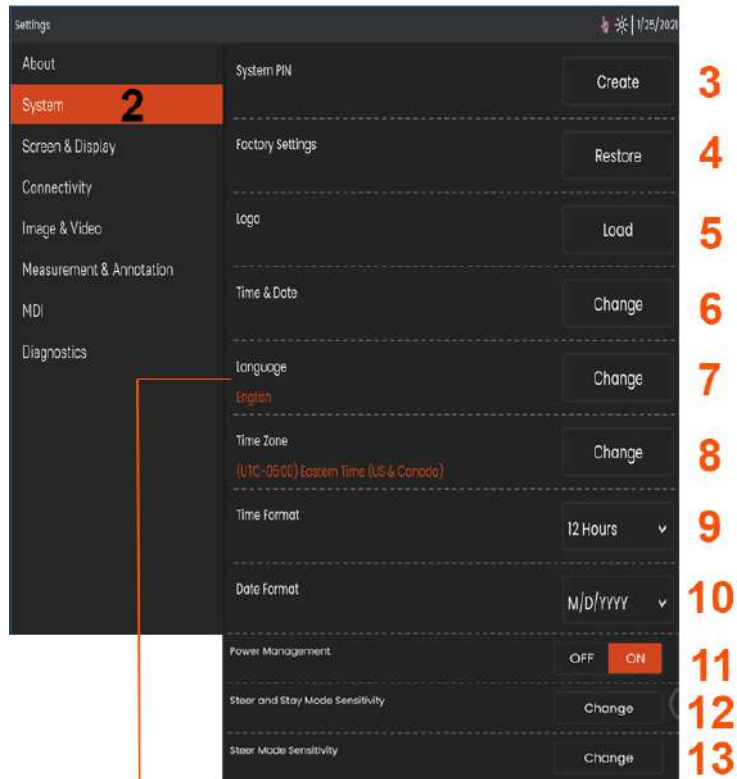 Settings
1/25/2021
About
System 2
Screen & Display
Connectivity
Image & Video
Measurement & Annotation
MDI
Diagnostics
System PIN
Create
3
Factory Settings
Restore
4
Logo
Load
5
Time & Date
Change
6
Language
English
Change
7
Time Zone
(UTC-05:00) Eastern Time (US & Canada)
Change
8
Time Format
12 Hours
9
Date Format
M/D/YYYY
10
Power Management
OFF ON
11
Steer and Stay Mode Sensitivity
Change
12
Steer Mode Sensitivity
Change
13